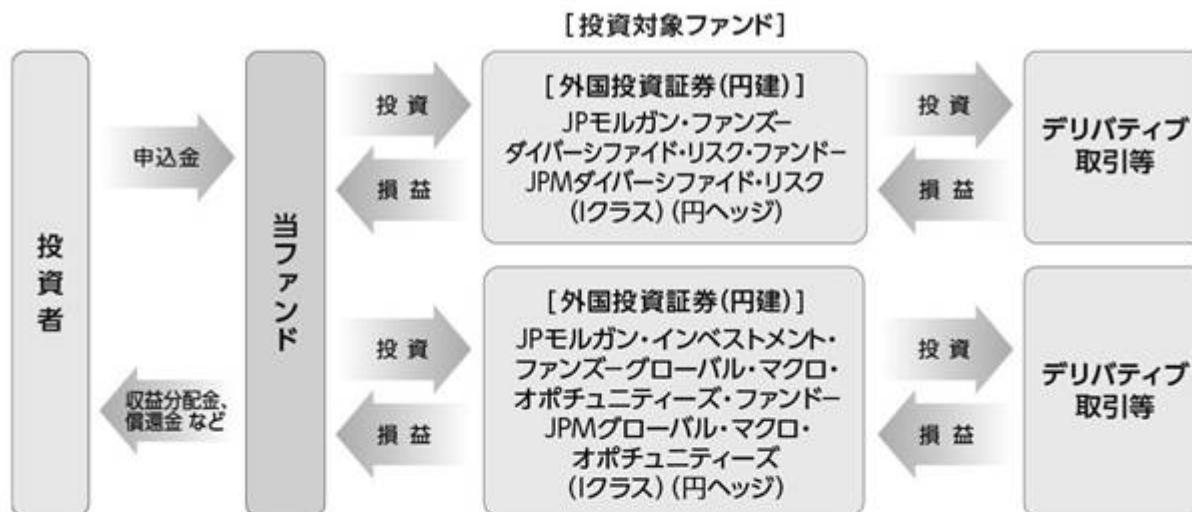 [投資対象ファンド]
投資者
申込金
収益分配金、
償還金 など
当ファンド
投 資
損 益
[外国投資証券(円建)]
JPモルガン・ファンズー
ダイバーシファイド・リスク・ファンドー
JPMダイバーシファイド・リスク
(Iクラス)(円ヘッジ)
投 資
損 益
デリバティブ
取引等
投 資
損 益
[外国投資証券(円建)]
JPモルガン・インベストメント・
ファンズーグローバル・マクロ・
オポチュニティーズ・ファンドー
JPMグローバル・マクロ・
オポチュニティーズ
(Iクラス)(円ヘッジ)
投 資
損 益
デリバティブ
取引等